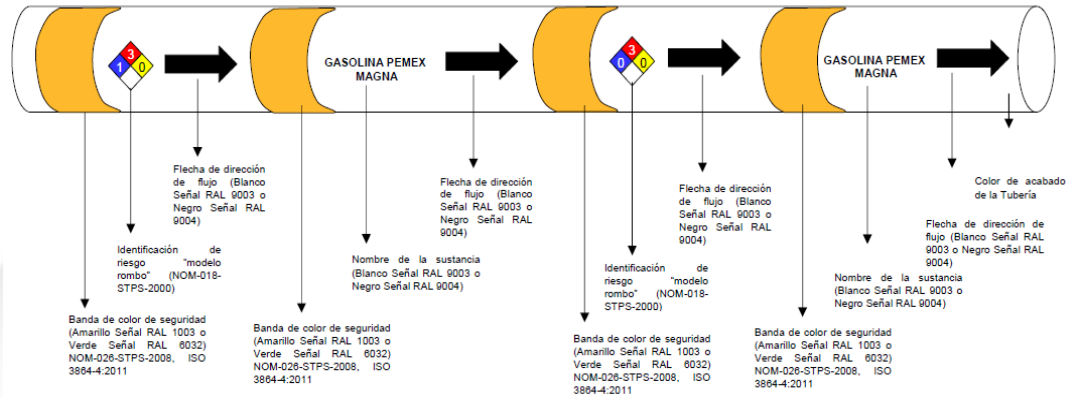 3
1
0
GASOLINA PEMEX
MAGNA
3
0
0
GASOLINA PEMEX
MAGNA
Flecha de dirección
de flujo (Blanco
Señal RAL 9003 o
Negro Señal RAL
9004)
Identificación de
riesgo "modelo
rombo" (NOM-018-
STPS-2000)
Banda de color de seguridad
(Amarillo Señal RAL 1003 o
Verde Señal RAL 6032)
NOM-026-STPS-2008, ISO
3864-4:2011
Flecha de dirección
de flujo (Blanco
Señal RAL 9003 o
Negro Señal RAL
9004)
Nombre de la sustancia
(Blanco Señal RAL 9003 o
Negro Señal RAL 9004)
Banda de color de seguridad
(Amarillo Señal RAL 1003 o
Verde Señal RAL 6032)
NOM-026-STPS-2008, ISO
3864-4:2011
Flecha de dirección
de flujo (Blanco
Señal RAL 9003 o
Negro Señal RAL
9004)
Identificación de
riesgo "modelo
rombo" (NOM-018-
STPS-2000)
Banda de color de seguridad
(Amarillo Señal RAL 1003 o
Verde Señal RAL 6032)
NOM-026-STPS-2008, ISO
3864-4:2011
Color de acabado
de la Tubería
Flecha de dirección de
flujo (Blanco Señal RAL
9003 o Negro Señal RAL
9004)
Nombre de la sustancia
(Blanco Señal RAL 9003 o
Negro Señal RAL 9004)
Banda de color de seguridad
(Amarillo Señal RAL 1003 o
Verde Señal RAL 6032)
NOM-026-STPS-2008, ISO
3864-4:2011